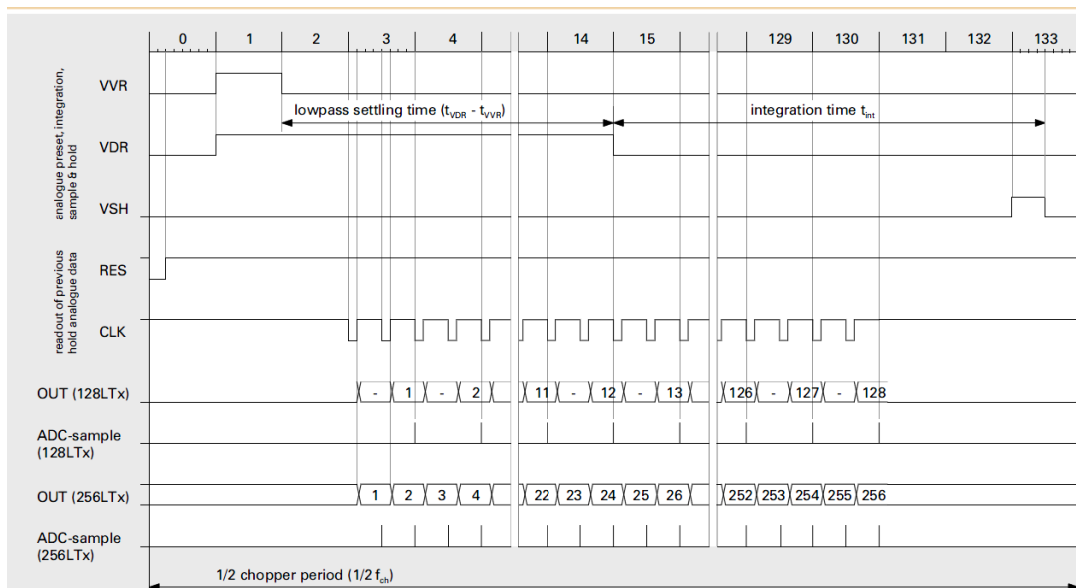 0 1 2 3 4 14 15 129 130 131 132 133
analogue preset, integration,
sample & hold
VVR
lowpass settling time (tVDR - tVVR)
integration time tint
VDR
VSH
readout of previous
hold analogue data
RES
CLK
OUT (128LTx) - 1 - 2 11 - 12 - 13 126 - 127 - 128
ADC-sample
(128LTx)
OUT (256LTx) 1 2 3 4 22 23 24 25 26 252 253 254 255 256
ADC-sample
(256LTx)
1/2 chopper period (1/2 fch)